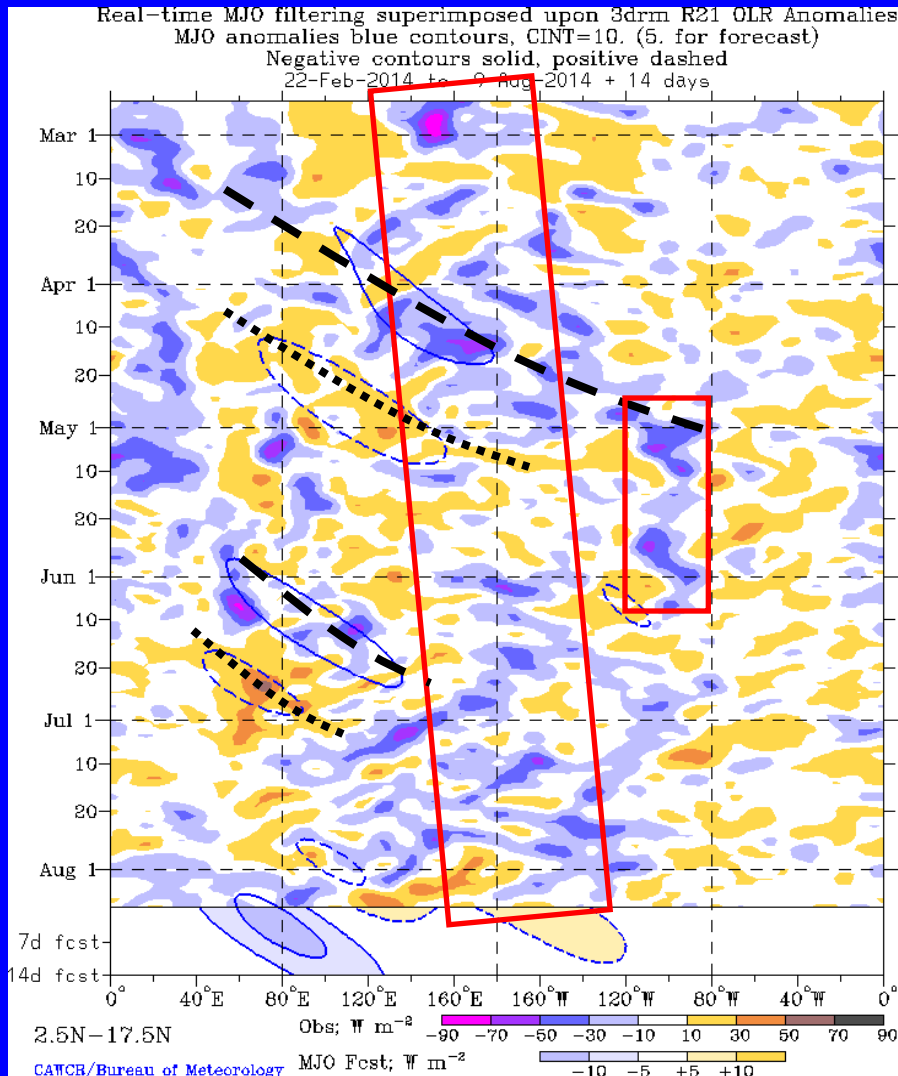 Real-time MJO filtering superimposed upon 3drm R21 OLR Anomalies
MJO anomalies blue contours, CINT=10. (5. for forecast)
Negative contours solid, positive dashed
22-Feb-2014 to 9-Aug-2014 + 14 days
Mar 1
10
20
Apr 1
10
20
May 1
10
20
Jun 1
10
20
Jul 1
10
20
Aug 1
7d fcst
14d fcst
0° 40°E 80°E 120°E 160°E 160°W 120°W 80°W 40°W 0°
2.5N-17.5N
Obs; W m⁻²
-90 -70 -50 -30 -10 10 30 50 70 90
CAWCR/Bureau of Meteorology
MJO Fcst; W m⁻²
-10 -5 +5 +10